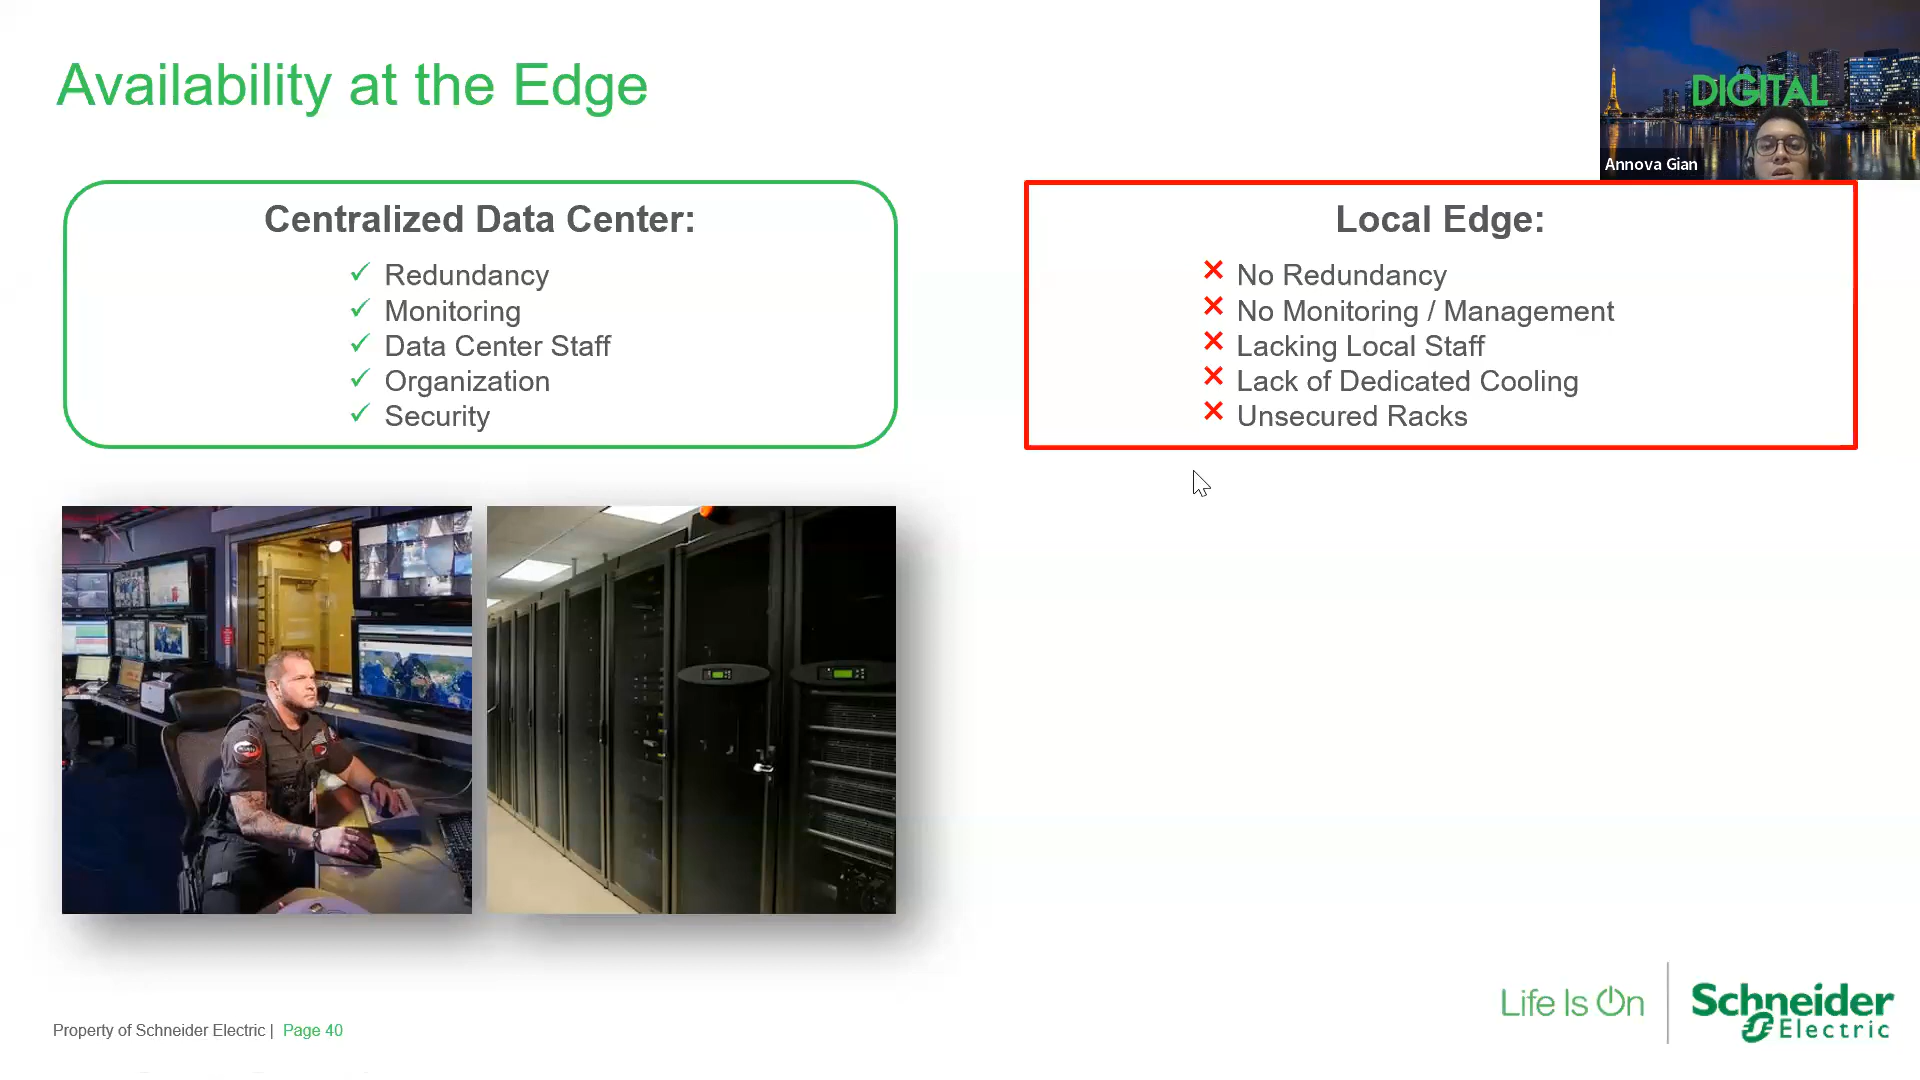 Availability at the Edge
DIGITAL
Annova Gian
Centralized Data Center:
✓ Redundancy
✓ Monitoring
✓ Data Center Staff
✓ Organization
✓ Security
Local Edge:
✕ No Redundancy
✕ No Monitoring / Management
✕ Lacking Local Staff
✕ Lack of Dedicated Cooling
✕ Unsecured Racks
Property of Schneider Electric | Page 40
Life Is On
Schneider
Electric